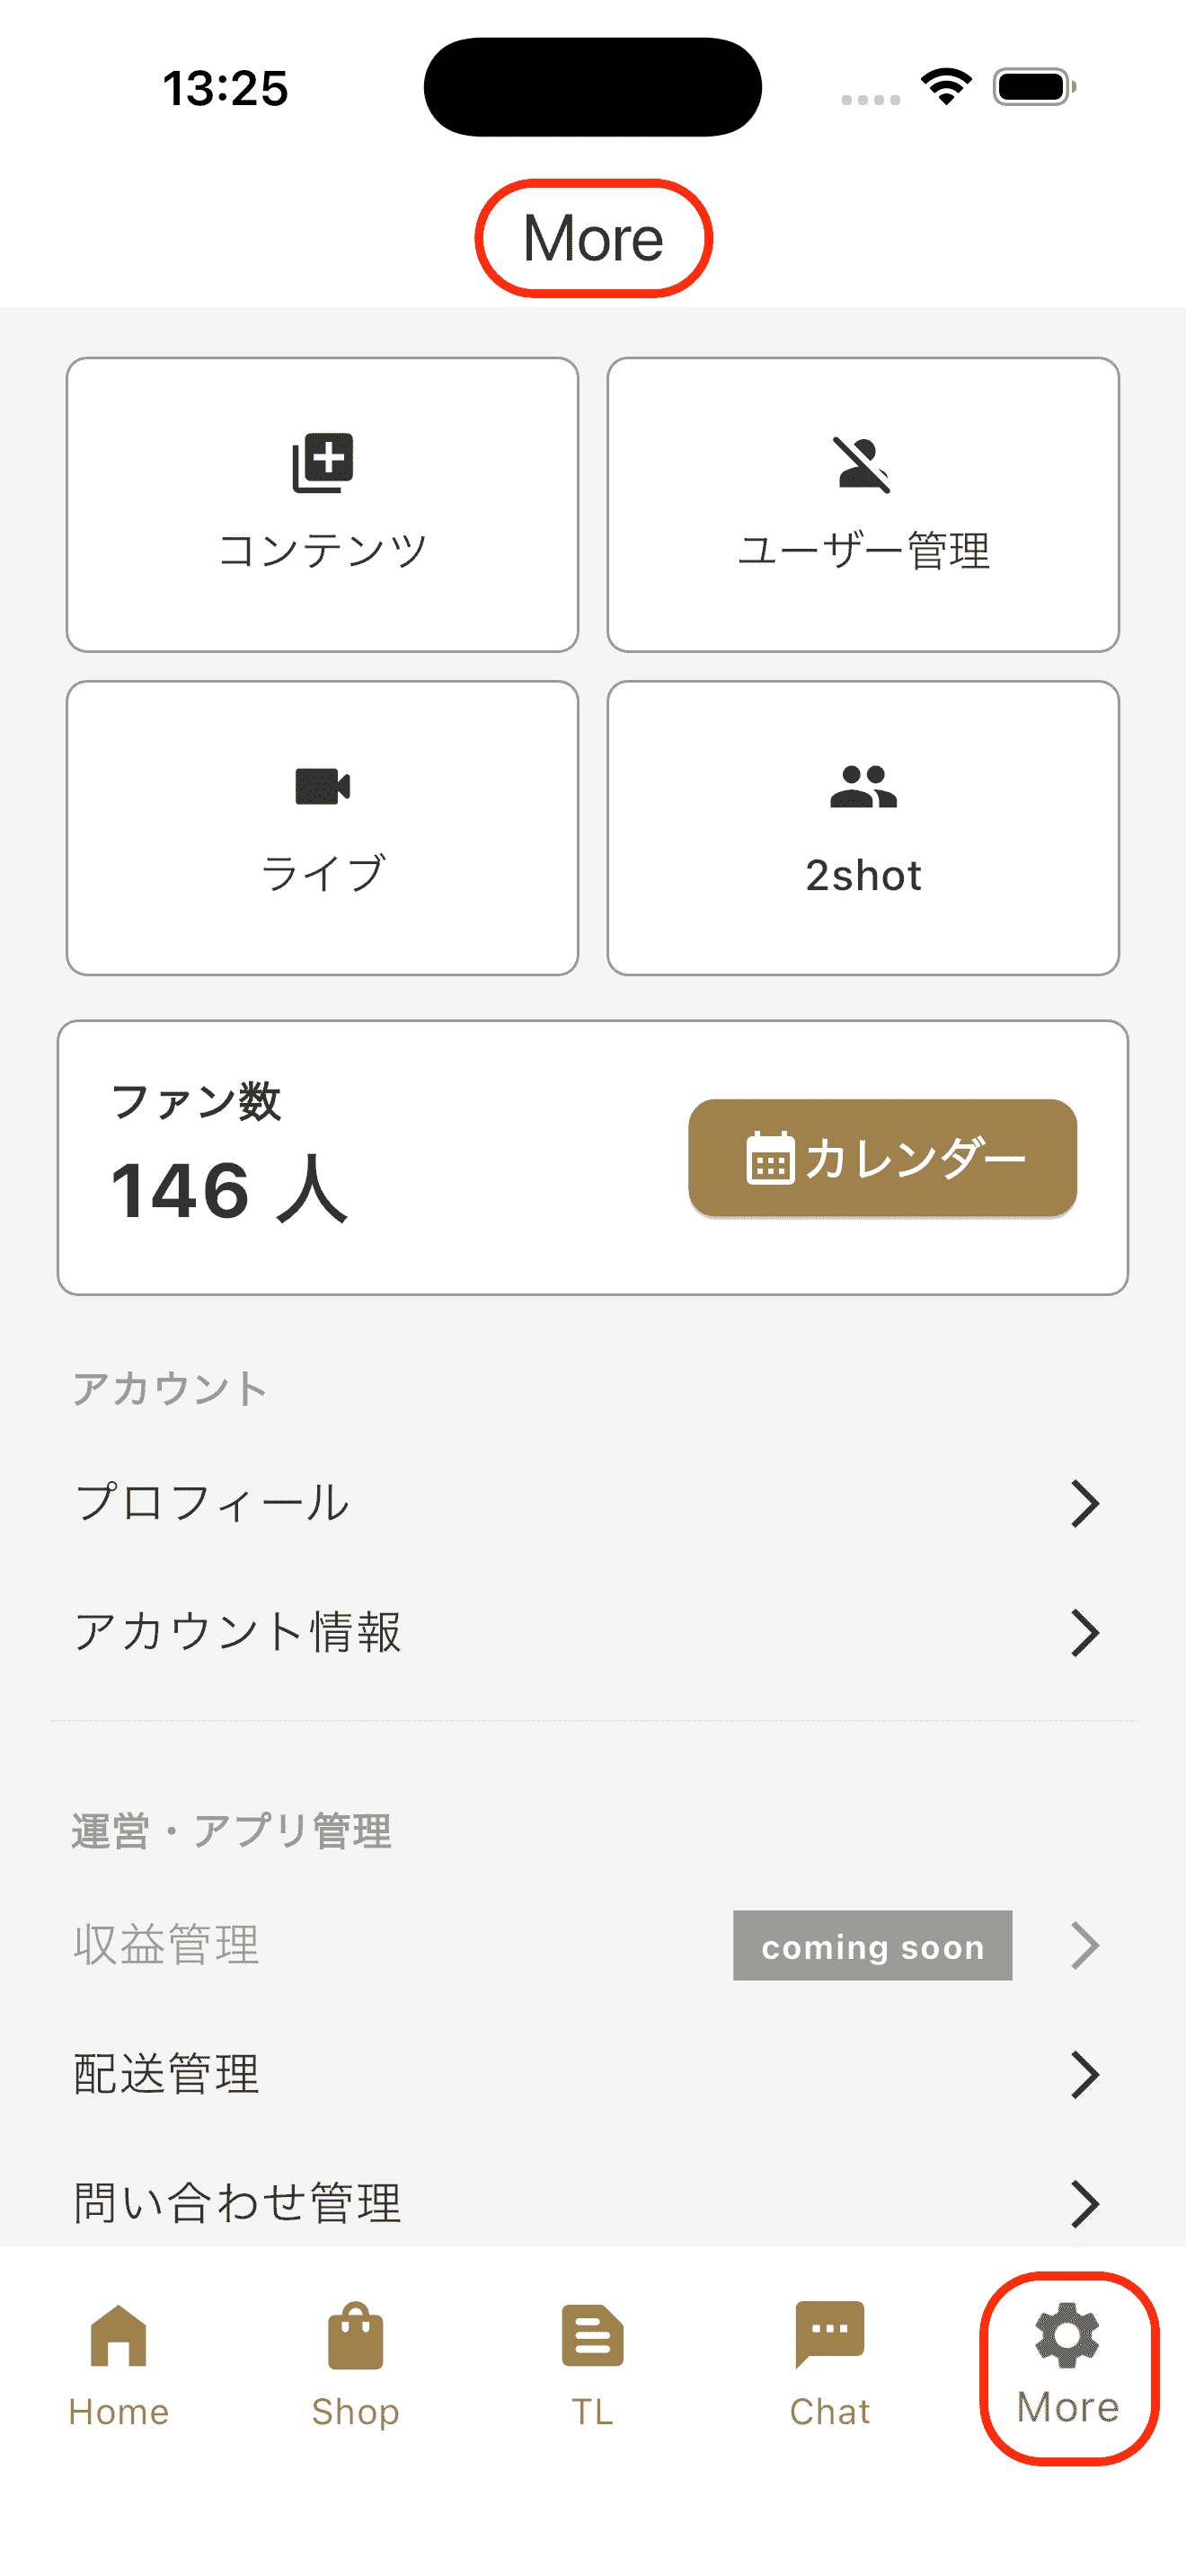 13:25
More
コンテンツ
ユーザー管理
ライブ
2shot
ファン数
146 人
カレンダー
アカウント
プロフィール
アカウント情報
運営・アプリ管理
収益管理
coming soon
配送管理
問い合わせ管理
Home
Shop
TL
Chat
More